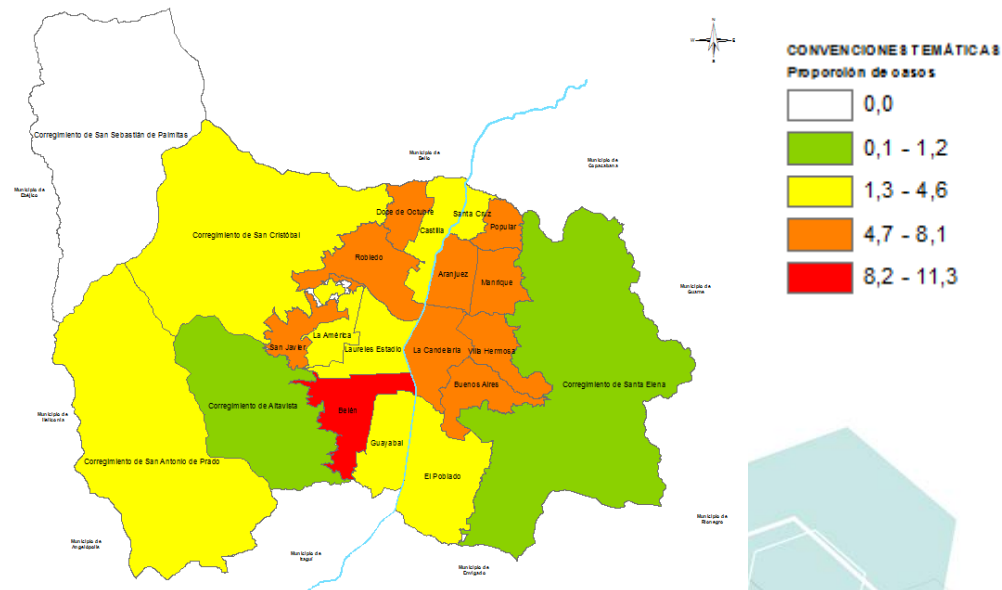 N
W
E
S
CONVENCIONES TEMÁTICAS
Proporción de casos
0,0
0,1 - 1,2
1,3 - 4,6
4,7 - 8,1
8,2 - 11,3
Corregimiento de San Sebastián de Palmitas
Municipio de
Bello
Municipio de
Copacabana
Municipio de
Ebéjico
Doce de Octubre
Santa Cruz
Castilla
Popular
Corregimiento de San Cristóbal
Robledo
Aranjuez
Manrique
Municipio de
Guarne
La América
San Javier
Laureles Estadio
La Candelaria
Villa Hermosa
Buenos Aires
Corregimiento de Santa Elena
Corregimiento de Altavista
Belén
Municipio de
Heliconia
Guayabal
Corregimiento de San Antonio de Prado
El Poblado
Municipio de
Rionegro
Municipio de
Angelópolis
Municipio de
Itagüí
Municipio de
Envigado